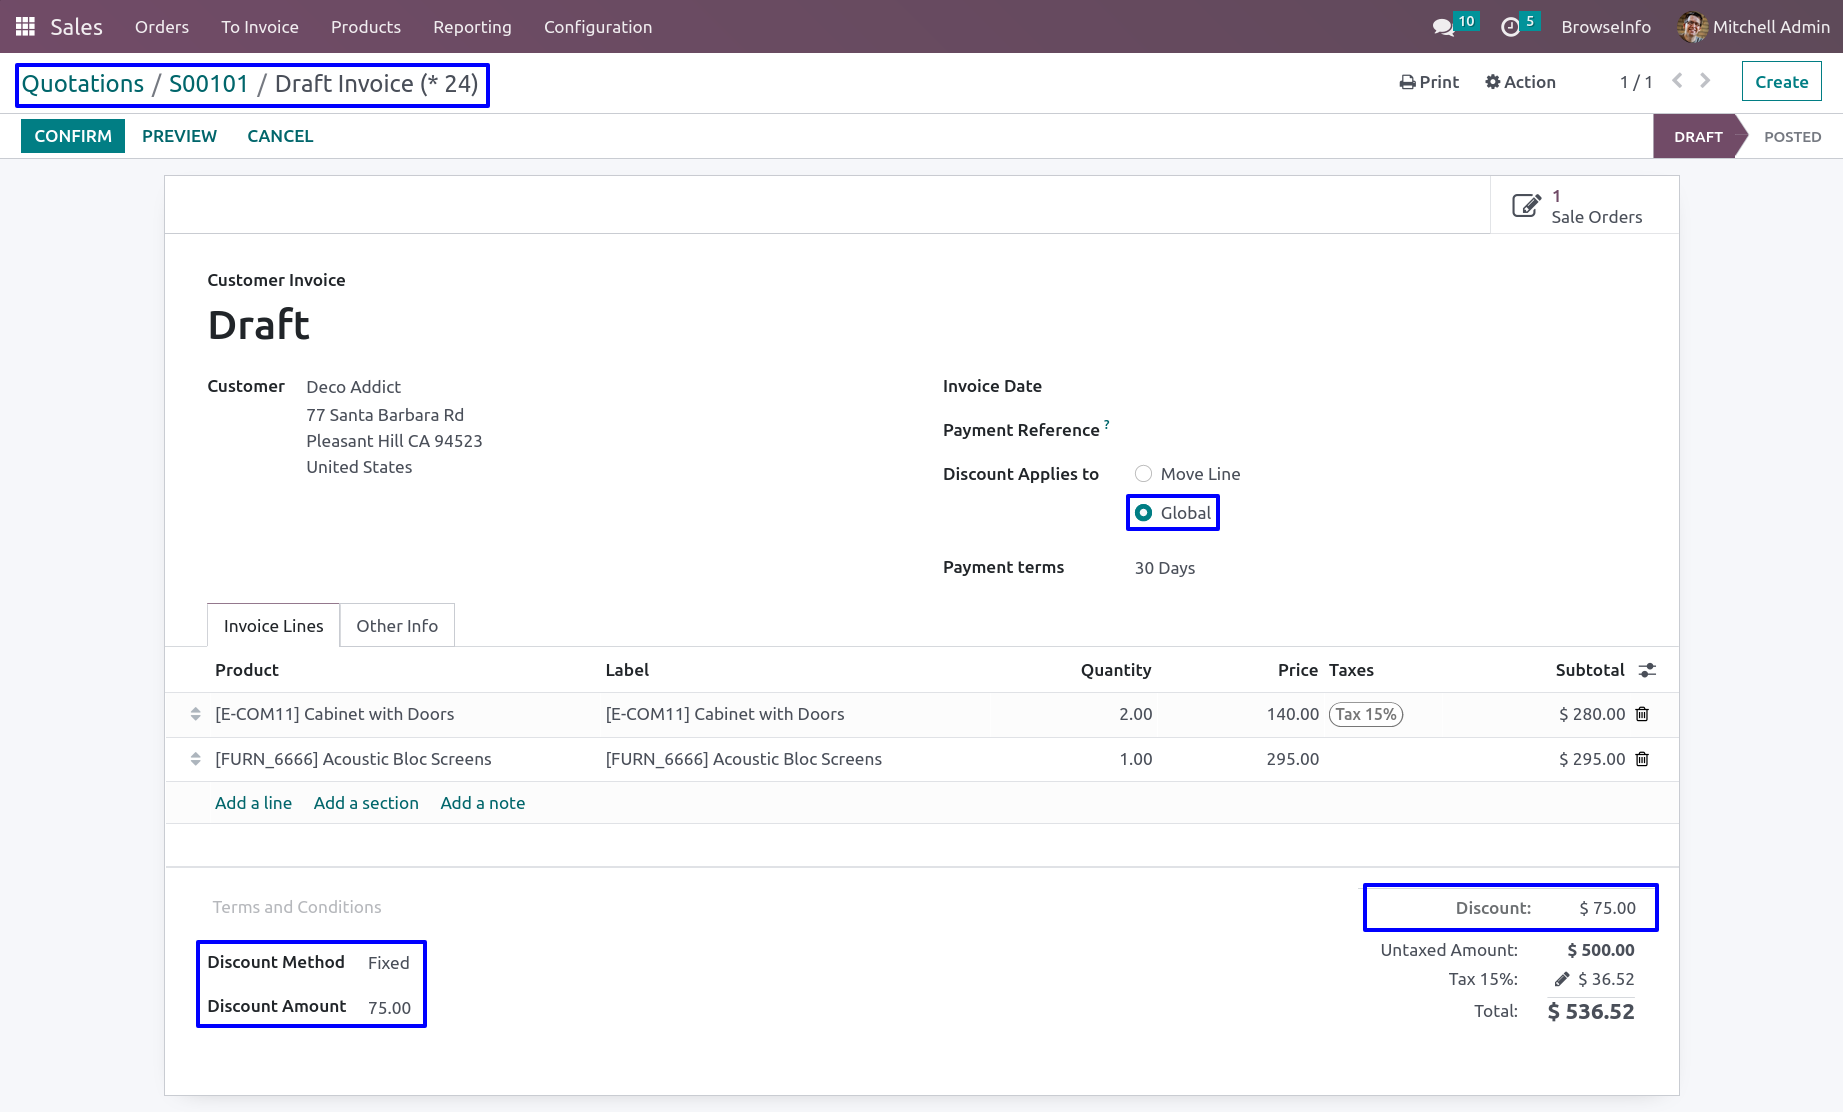 Sales Orders To Invoice Products Reporting Configuration 10 5 BrowseInfo Mitchell Admin
Quotations / S00101 / Draft Invoice (* 24) Print Action 1 / 1 Create
CONFIRM PREVIEW CANCEL DRAFT POSTED
1
Sale Orders
Customer Invoice
Draft
Customer Deco Addict
77 Santa Barbara Rd
Pleasant Hill CA 94523
United States
Invoice Date
Payment Reference ?
Discount Applies to Move Line
Global
Payment terms 30 Days
Invoice Lines Other Info
Product Label Quantity Price Taxes Subtotal
[E-COM11] Cabinet with Doors [E-COM11] Cabinet with Doors 2.00 140.00 Tax 15% $ 280.00
[FURN_6666] Acoustic Bloc Screens [FURN_6666] Acoustic Bloc Screens 1.00 295.00 $ 295.00
Add a line Add a section Add a note
Terms and Conditions
Discount Method Fixed
Discount Amount 75.00
Discount: $ 75.00
Untaxed Amount: $ 500.00
Tax 15%: $ 36.52
Total: $ 536.52